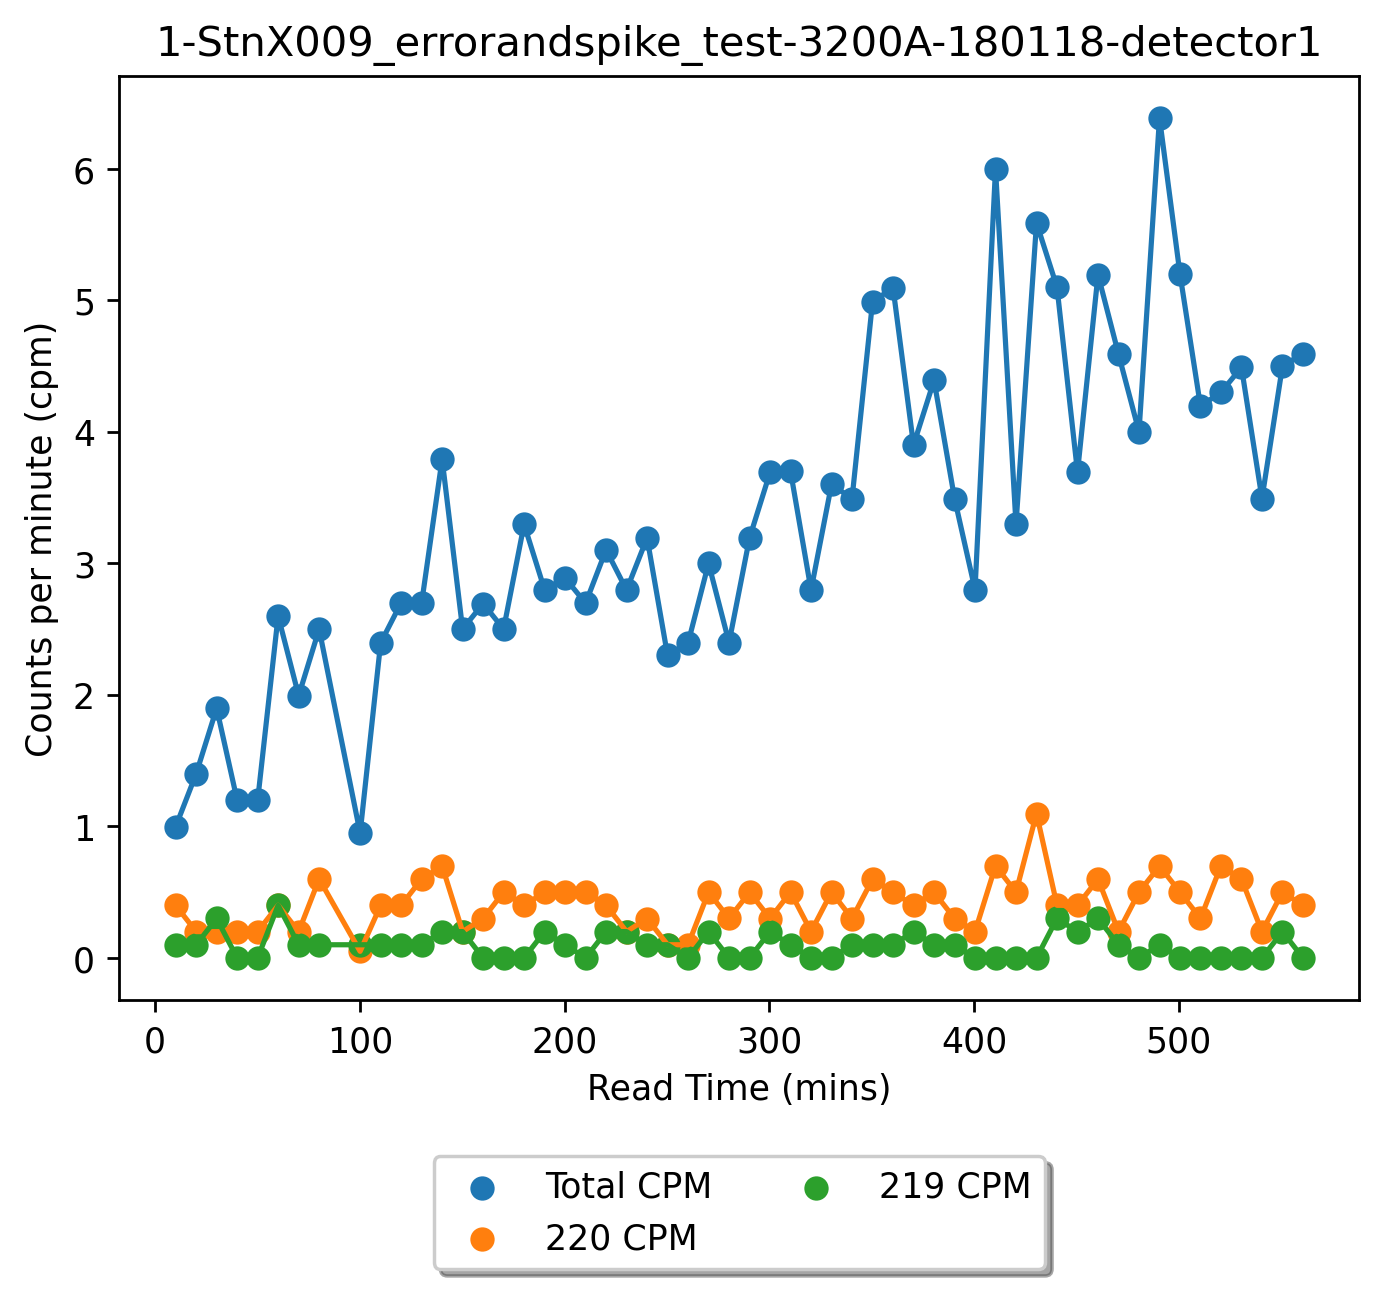 1-StnX009_errorandspike_test-3200A-180118-detector1
Counts per minute (cpm)
6
5
4
3
2
1
0
0 100 200 300 400 500
Read Time (mins)
Total CPM 219 CPM
220 CPM